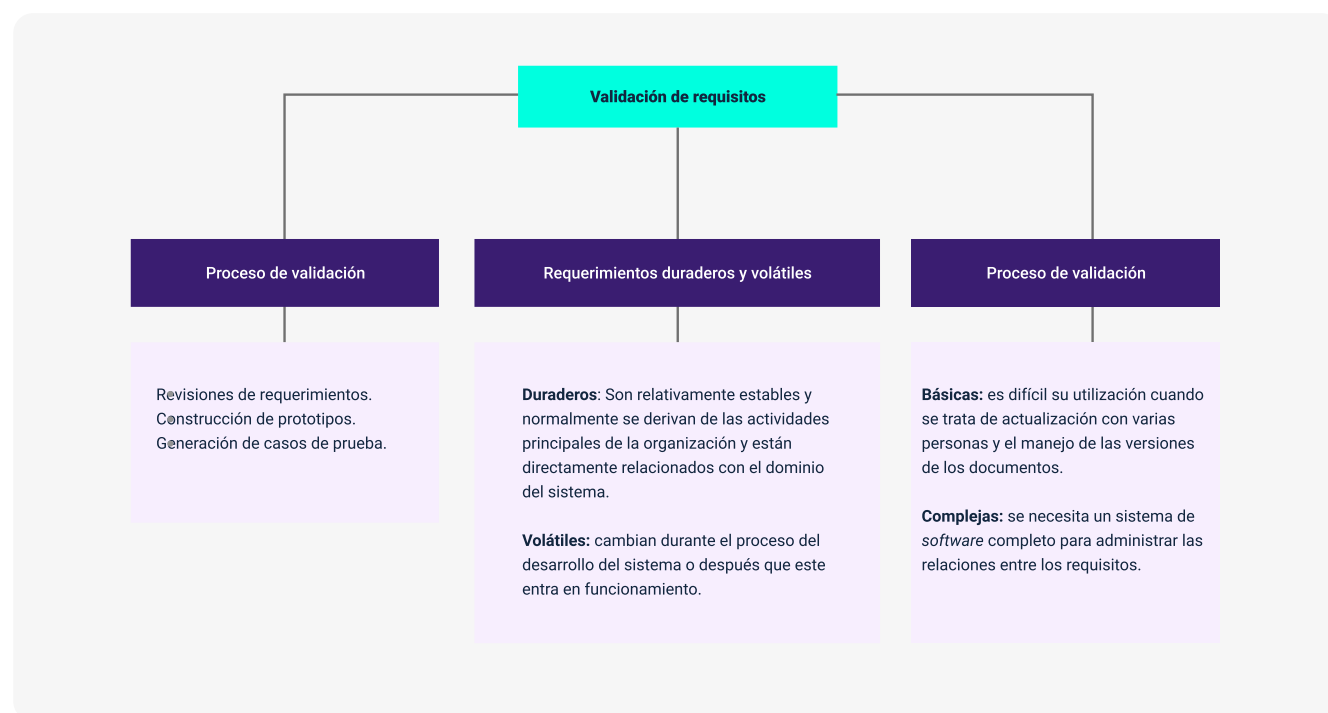 Validación de requisitos
Proceso de validación
Revisiones de requerimientos.
Construcción de prototipos.
Generación de casos de prueba.
Requerimientos duraderos y volátiles
Duraderos: Son relativamente estables y
normalmente se derivan de las actividades
principales de la organización y están
directamente relacionados con el dominio
del sistema.
Volátiles: cambian durante el proceso del
desarrollo del sistema o después que este
entra en funcionamiento.
Proceso de validación
Básicas: es difícil su utilización cuando
se trata de actualización con varias
personas y el manejo de las versiones
de los documentos.
Complejas: se necesita un sistema de
software completo para administrar las
relaciones entre los requisitos.